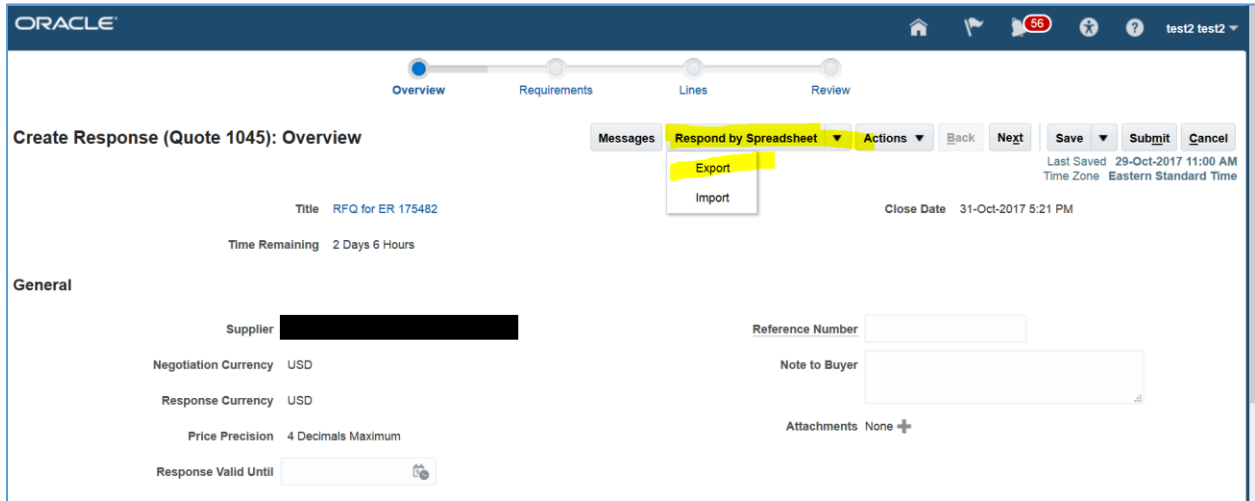 ORACLE
56
test2 test2
Overview
Requirements
Lines
Review
Create Response (Quote 1045): Overview
Messages
Respond by Spreadsheet
Actions
Back
Next
Save
Submit
Cancel
Export
Import
Last Saved 29-Oct-2017 11:00 AM
Time Zone Eastern Standard Time
Title RFQ for ER 175482
Close Date 31-Oct-2017 5:21 PM
Time Remaining 2 Days 6 Hours
General
Supplier
Reference Number
Negotiation Currency USD
Note to Buyer
Response Currency USD
Price Precision 4 Decimals Maximum
Attachments None
Response Valid Until